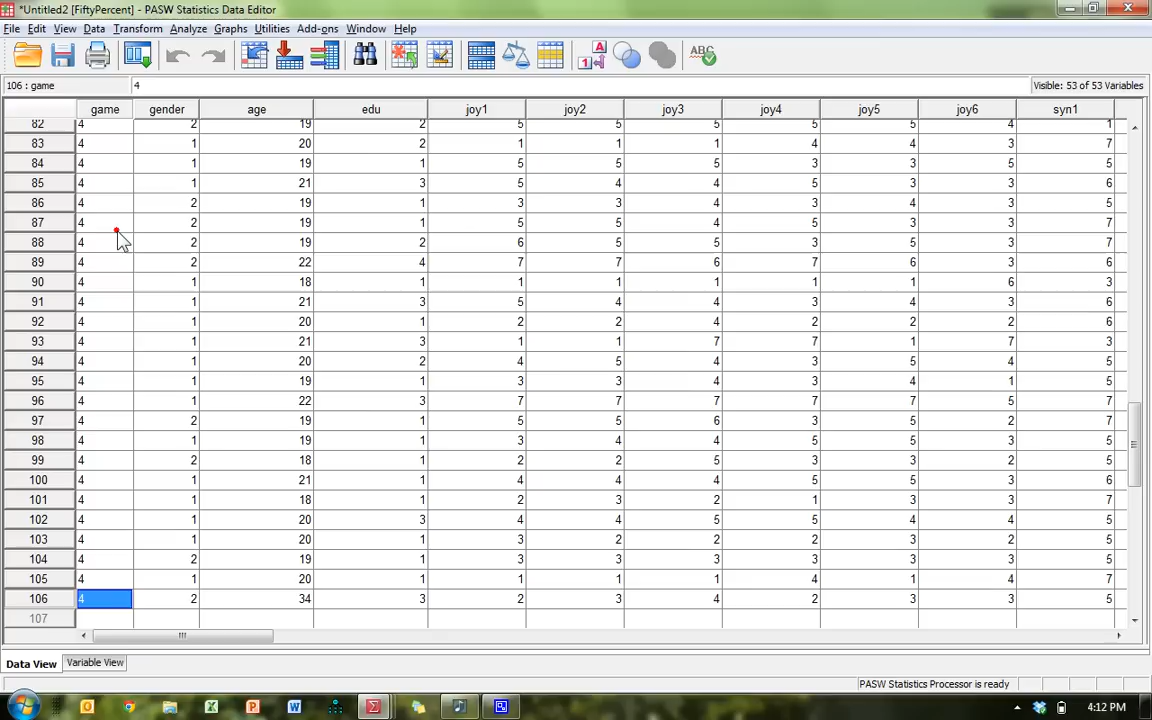 *Untitled2 [FiftyPercent] - PASW Statistics Data Editor
File Edit View Data Transform Analyze Graphs Utilities Add-ons Window Help
106 : game 4 Visible: 53 of 53 Variables
game gender age edu joy1 joy2 joy3 joy4 joy5 joy6 syn1
82 4 2 19 2 5 5 5 5 5 4 1
83 4 1 20 2 1 1 1 4 4 3 7
84 4 1 19 1 5 5 5 3 3 5 5
85 4 1 21 3 5 4 4 5 3 3 6
86 4 2 19 1 3 3 4 3 4 3 5
87 4 2 19 1 5 5 4 5 3 3 7
88 4 2 19 2 6 5 5 3 5 3 7
89 4 2 22 4 7 7 6 7 6 3 6
90 4 1 18 1 1 1 1 1 1 6 3
91 4 1 21 3 5 4 4 3 4 3 6
92 4 1 20 1 2 2 4 2 2 2 6
93 4 1 21 3 1 1 7 7 1 7 3
94 4 1 20 2 4 5 4 3 5 4 5
95 4 1 19 1 3 3 4 3 4 1 5
96 4 1 22 3 7 7 7 7 7 5 7
97 4 2 19 1 5 5 6 3 5 2 7
98 4 1 19 1 3 4 4 5 5 3 5
99 4 2 18 1 2 2 5 3 3 2 5
100 4 1 21 1 4 4 4 5 5 3 6
101 4 1 18 1 2 3 2 1 3 3 7
102 4 1 20 3 4 4 5 5 4 4 5
103 4 1 20 1 3 2 2 2 3 2 5
104 4 2 19 1 3 3 3 3 3 3 5
105 4 1 20 1 1 1 1 4 1 4 7
106 4 2 34 3 2 3 4 2 3 3 5
107
Data View Variable View
PASW Statistics Processor is ready
4:12 PM